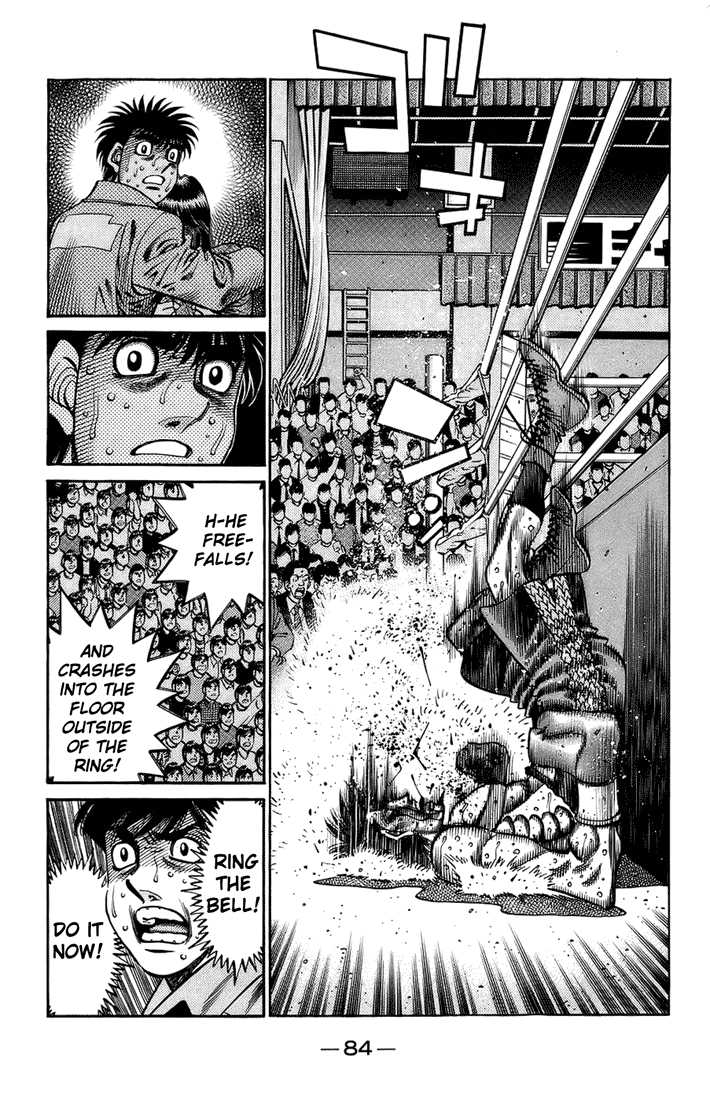 ゴキ
H-HE
FREE-
FALLS!
AND
CRASHES
INTO THE
FLOOR
OUTSIDE
OF THE
RING!
RING
THE
BELL!
DO IT
NOW!
— 84 —